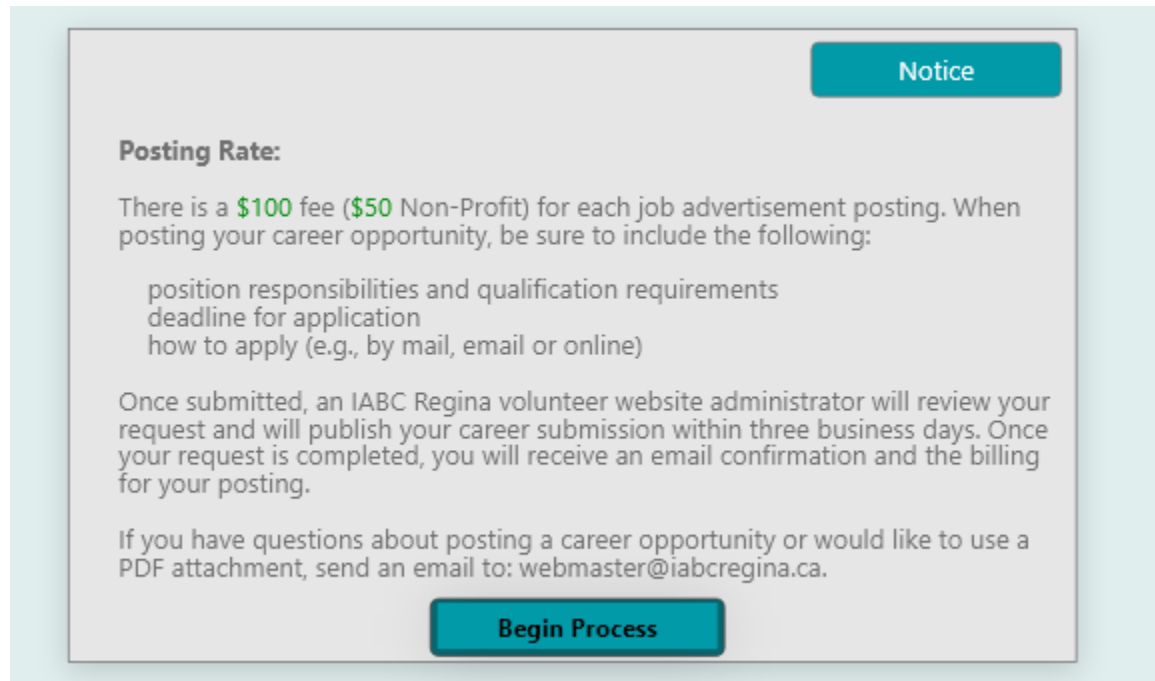 Notice
Posting Rate:
There is a $100 fee ($50 Non-Profit) for each job advertisement posting. When
posting your career opportunity, be sure to include the following:
position responsibilities and qualification requirements
deadline for application
how to apply (e.g., by mail, email or online)
Once submitted, an IABC Regina volunteer website administrator will review your
request and will publish your career submission within three business days. Once
your request is completed, you will receive an email confirmation and the billing
for your posting.
If you have questions about posting a career opportunity or would like to use a
PDF attachment, send an email to: webmaster@iabcregina.ca.
Begin Process